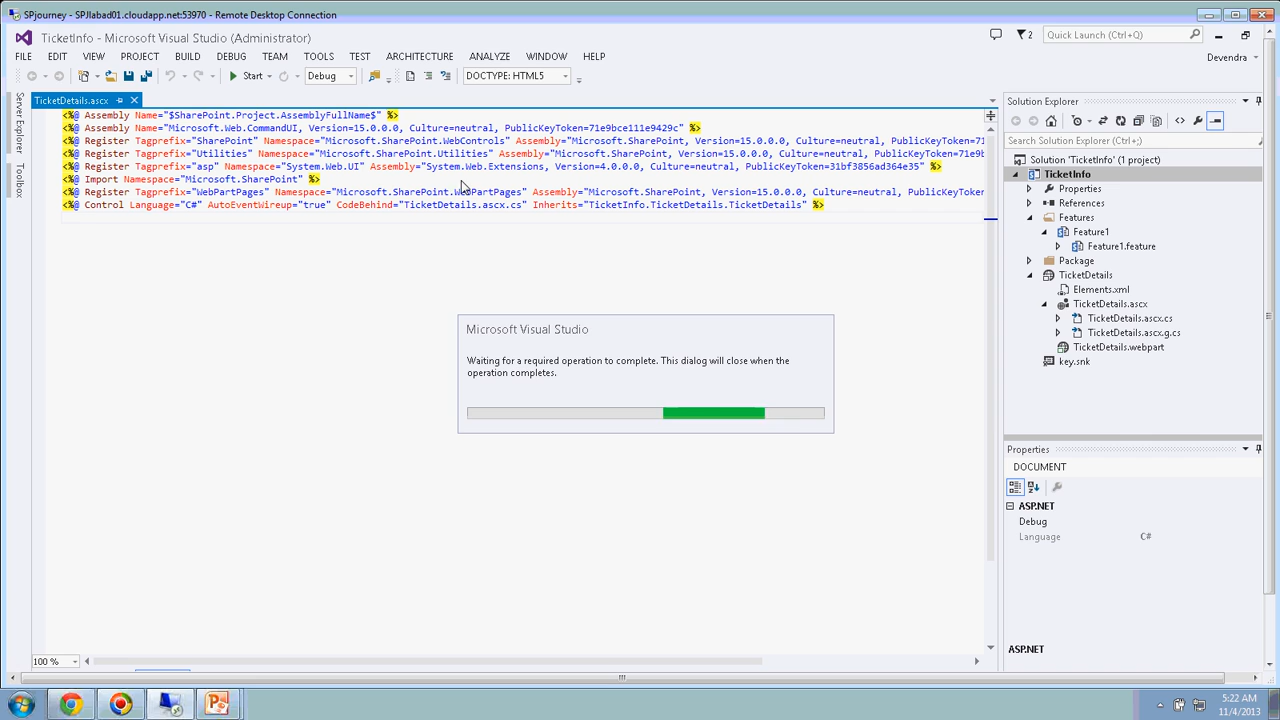 SPjourney - SPJlabad01.cloudapp.net:53970 - Remote Desktop Connection
TicketInfo - Microsoft Visual Studio (Administrator)
2
Quick Launch (Ctrl+Q)
FILE EDIT VIEW PROJECT BUILD DEBUG TEAM TOOLS TEST ARCHITECTURE ANALYZE WINDOW HELP
Devendra
Start Debug DOCTYPE: HTML5
Server Explorer
Toolbox
TicketDetails.ascx
<%@ Assembly Name="$SharePoint.Project.AssemblyFullName$" %>
<%@ Assembly Name="Microsoft.Web.CommandUI, Version=15.0.0.0, Culture=neutral, PublicKeyToken=71e9bce111e9429c" %>
<%@ Register Tagprefix="SharePoint" Namespace="Microsoft.SharePoint.WebControls" Assembly="Microsoft.SharePoint, Version=15.0.0.0, Culture=neutral, PublicKeyToken=71
<%@ Register Tagprefix="Utilities" Namespace="Microsoft.SharePoint.Utilities" Assembly="Microsoft.SharePoint, Version=15.0.0.0, Culture=neutral, PublicKeyToken=71e9b
<%@ Register Tagprefix="asp" Namespace="System.Web.UI" Assembly="System.Web.Extensions, Version=4.0.0.0, Culture=neutral, PublicKeyToken=31bf3856ad364e35" %>
<%@ Import Namespace="Microsoft.SharePoint" %>
<%@ Register Tagprefix="WebPartPages" Namespace="Microsoft.SharePoint.WebPartPages" Assembly="Microsoft.SharePoint, Version=15.0.0.0, Culture=neutral, PublicKeyToken
<%@ Control Language="C#" AutoEventWireup="true" CodeBehind="TicketDetails.ascx.cs" Inherits="TicketInfo.TicketDetails.TicketDetails" %>
Microsoft Visual Studio
Waiting for a required operation to complete. This dialog will close when the
operation completes.
100 %
Solution Explorer
Search Solution Explorer (Ctrl+;)
Solution 'TicketInfo' (1 project)
TicketInfo
Properties
References
Features
Feature1
Feature1.feature
Package
TicketDetails
Elements.xml
TicketDetails.ascx
TicketDetails.ascx.cs
TicketDetails.ascx.g.cs
TicketDetails.webpart
key.snk
Properties
DOCUMENT
ASP.NET
Debug
Language C#
ASP.NET
5:22 AM
11/4/2013